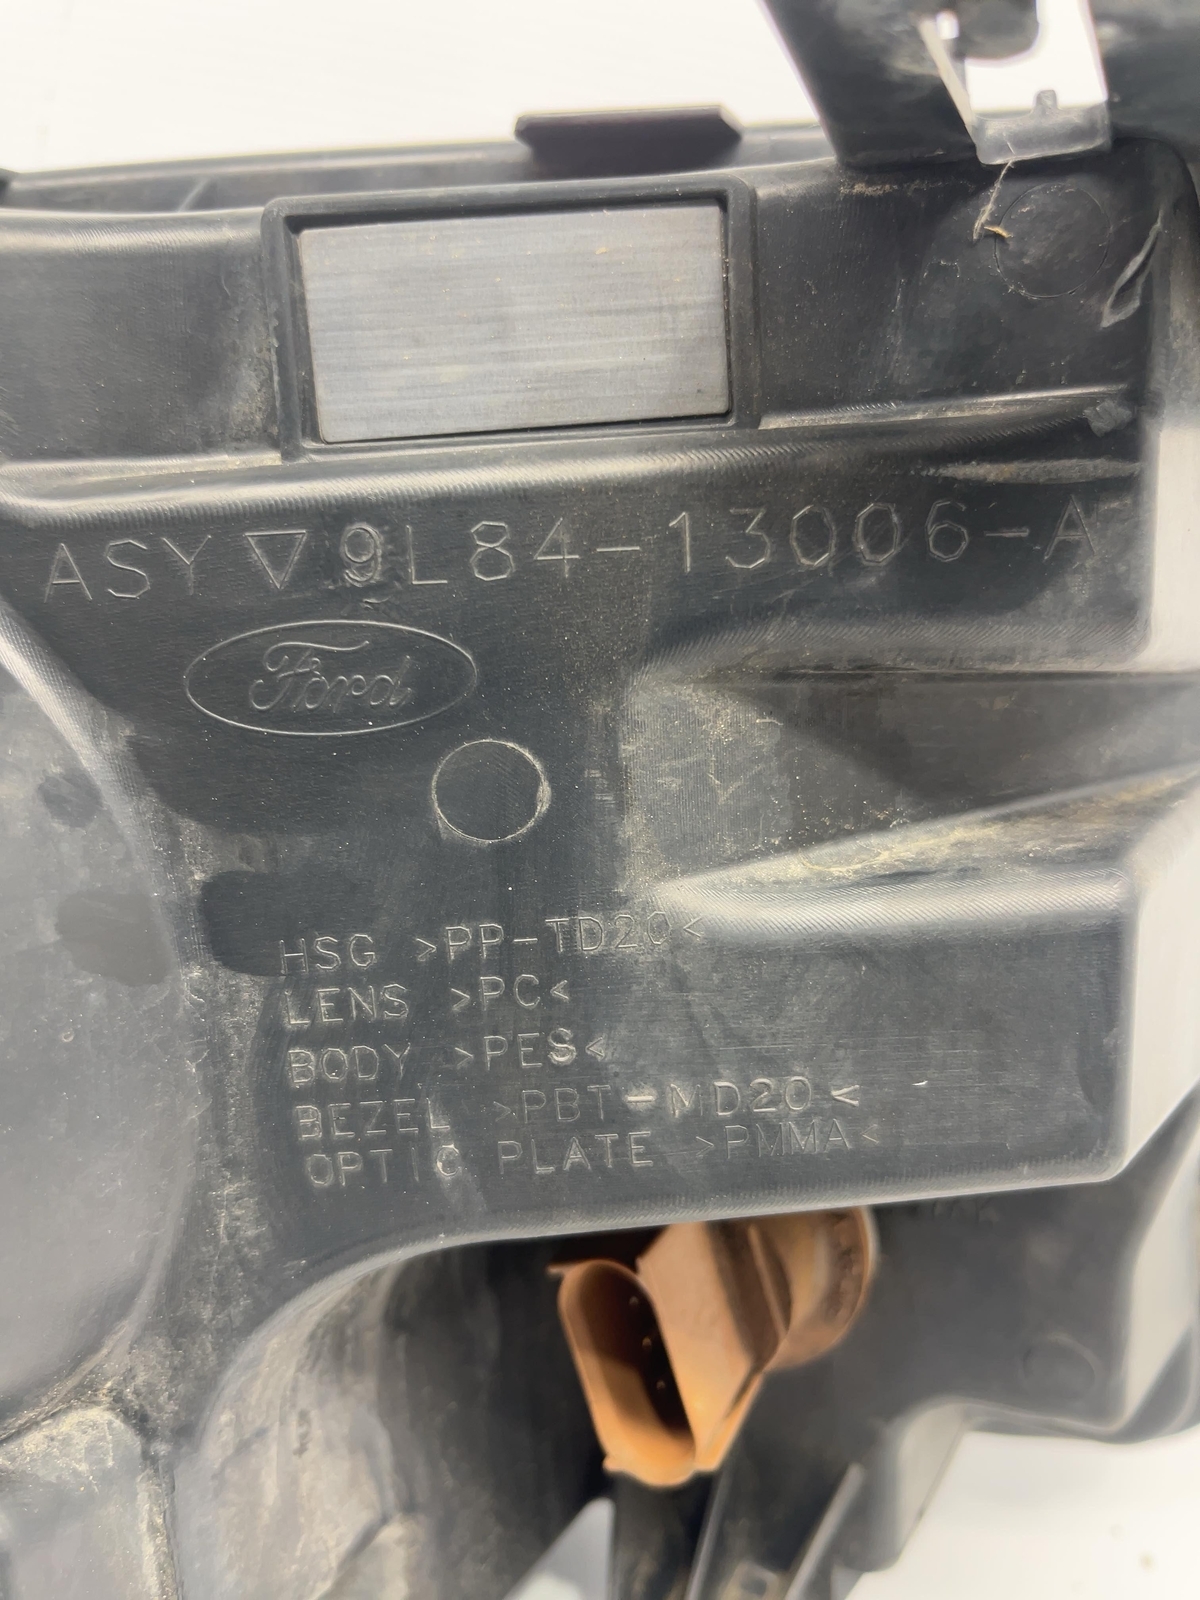 ASY ▽ 9L84-13006-A
Ford
HSG >PP-TD20<
LENS >PC<
BODY >PES<
BEZEL >PBT-MD20<
OPTIC PLATE >PMMA<